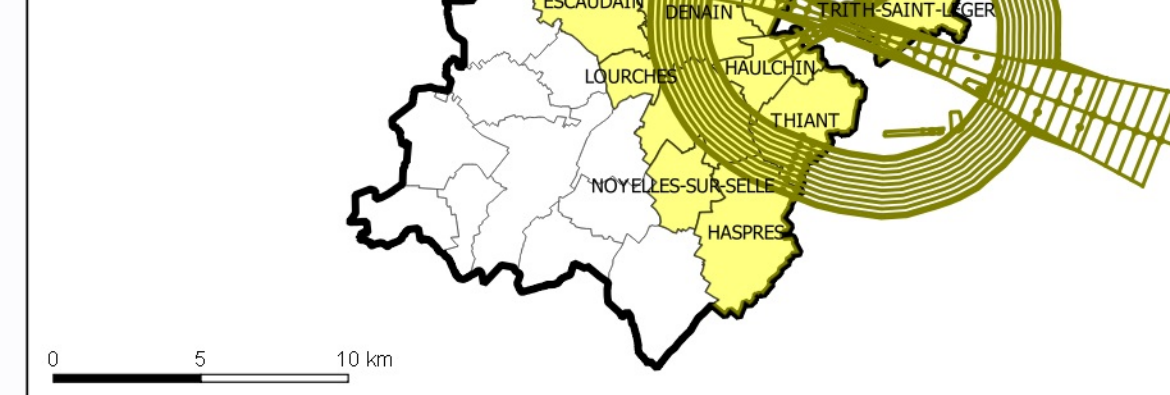 ESCAUDAIN
DENAIN
TRITH-SAINT-LEGER
LOURCHES
HAULCHIN
THIANT
NOYELLES-SUR-SELLE
HASPRES
0 5 10 km